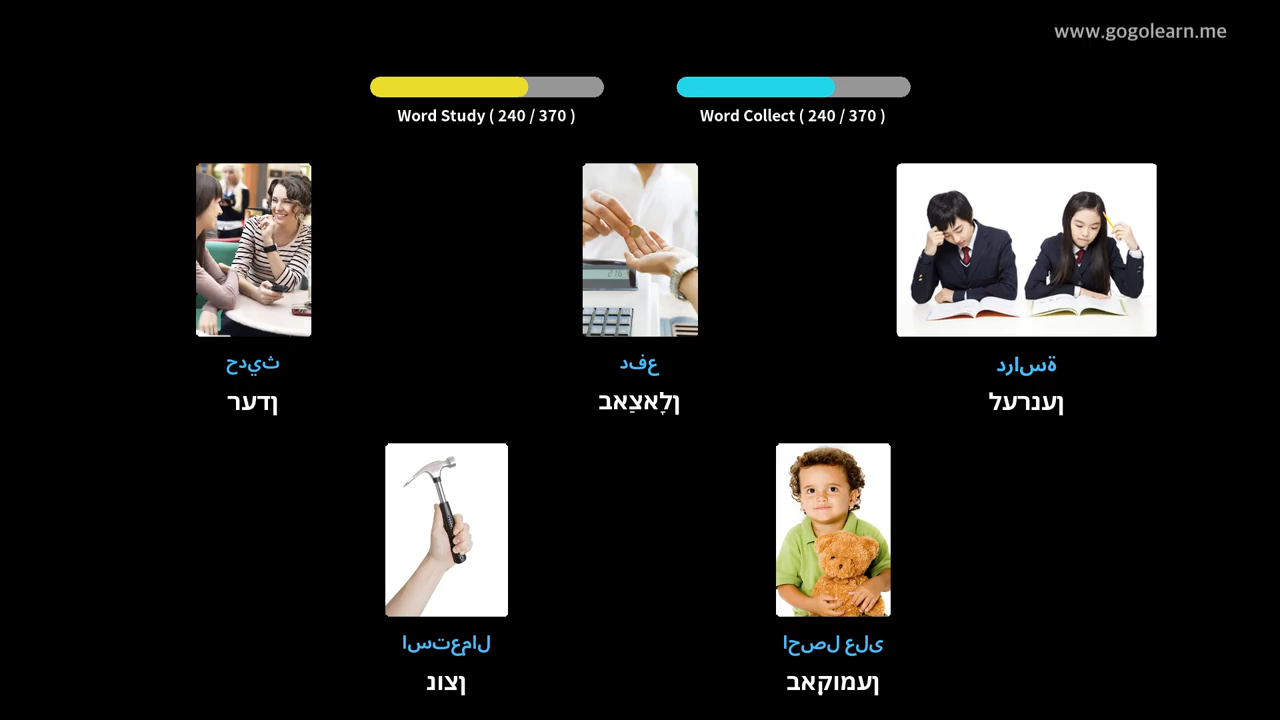 www.gogolearn.me
Word Study ( 240 / 370 )
Word Collect ( 240 / 370 )
ثيدح
ןדער
عفد
ןלָאצַאב
ةسارد
ןענרעל
لامعتسا
ןצונ
ىلع لصحا
ןעמוקאב